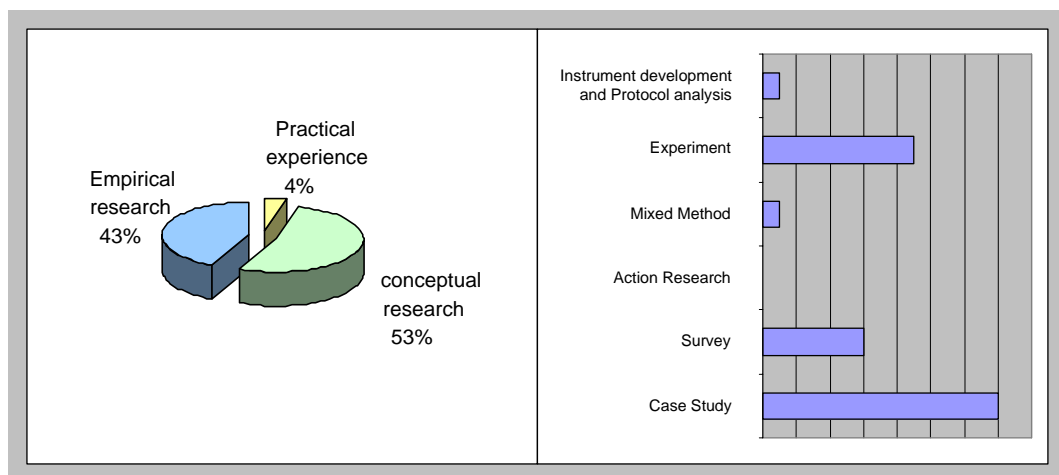 Practical
experience
4%
Empirical
research
43%
conceptual
research
53%
Instrument development
and Protocol analysis
Experiment
Mixed Method
Action Research
Survey
Case Study